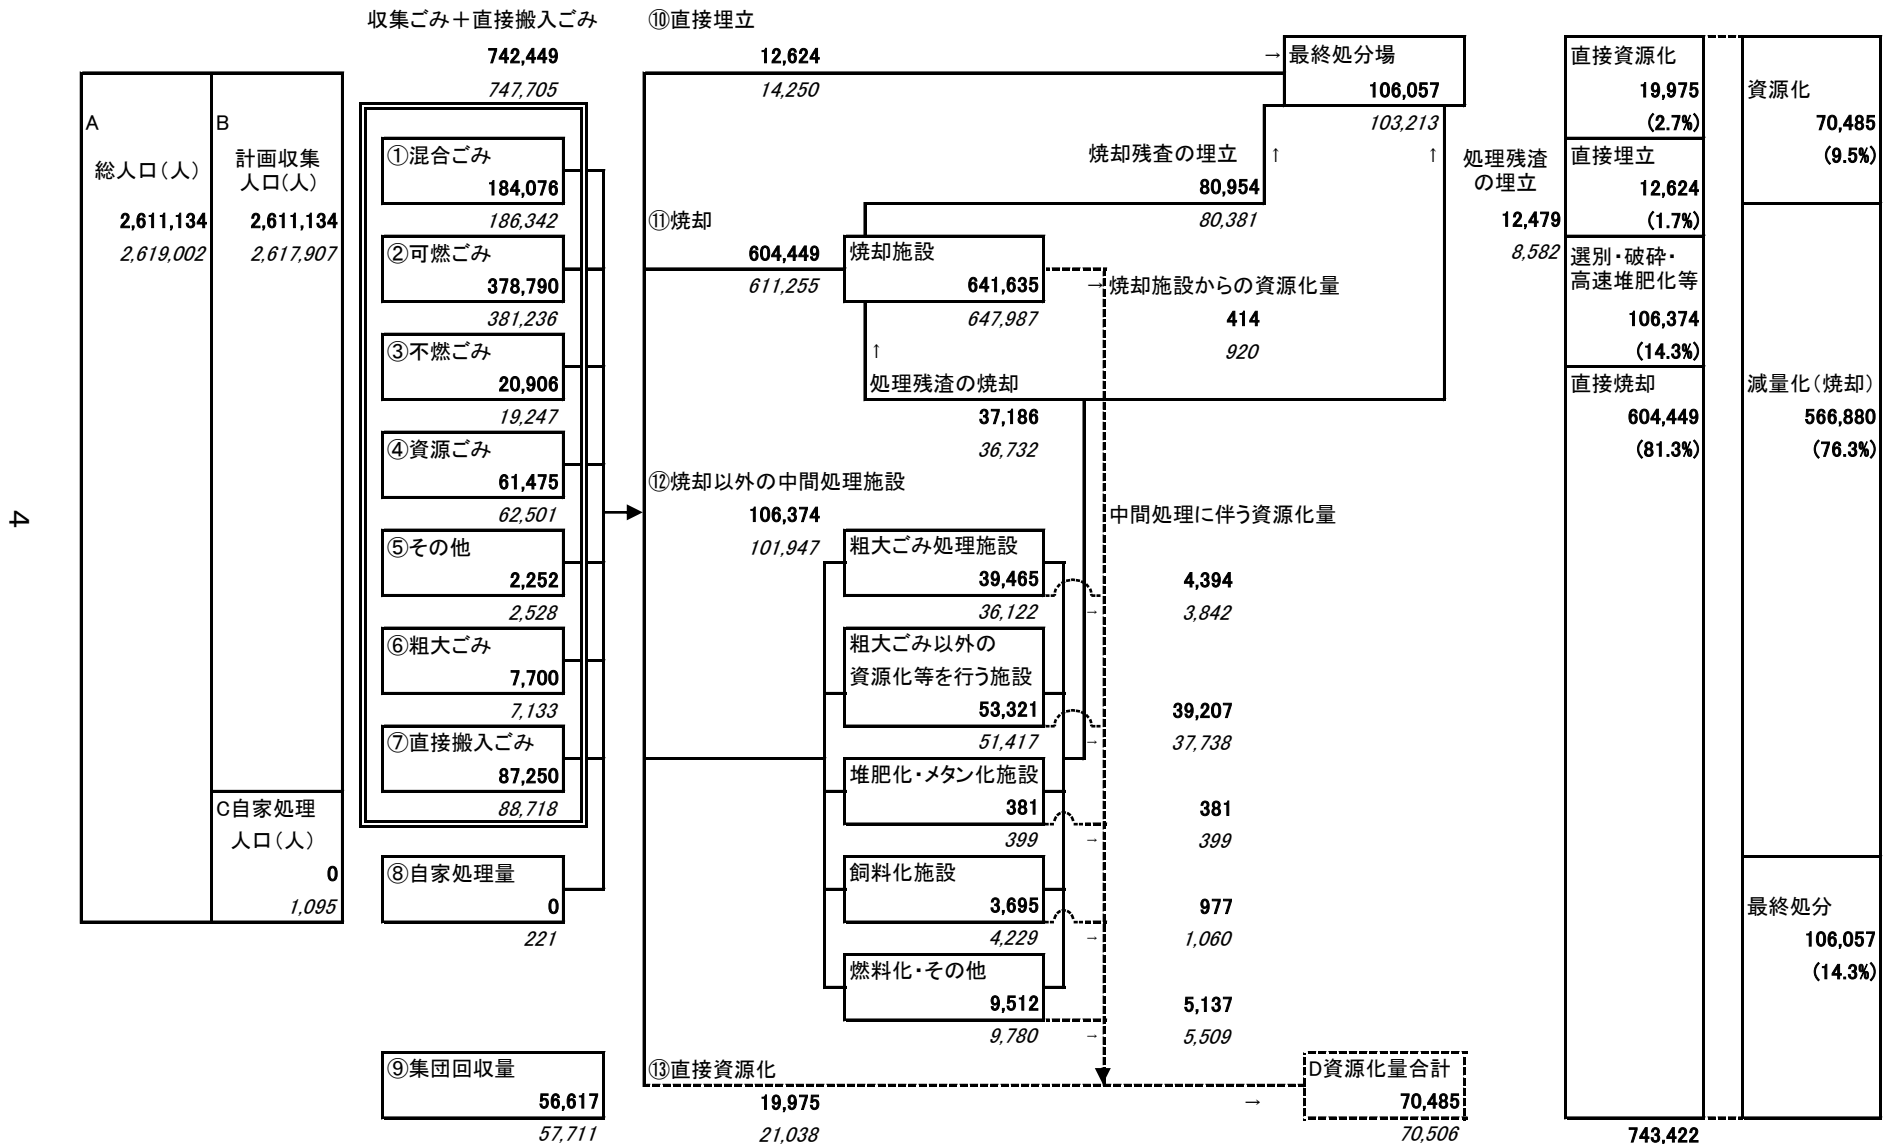 収集ごみ＋直接搬入ごみ
742,449
747,705
A
総人口(人)
2,611,134
2,619,002
B
計画収集
人口(人)
2,611,134
2,617,907
C自家処理
人口(人)
0
1,095
①混合ごみ
184,076
186,342
②可燃ごみ
378,790
381,236
③不燃ごみ
20,906
19,247
④資源ごみ
61,475
62,501
⑤その他
2,252
2,528
⑥粗大ごみ
7,700
7,133
⑦直接搬入ごみ
87,250
88,718
⑧自家処理量
0
221
⑨集団回収量
56,617
57,711
⑩直接埋立
12,624
14,250
→
最終処分場
106,057
103,213
焼却残査の埋立
↑
↑
80,954
80,381
処理残渣
の埋立
12,479
8,582
⑪焼却
604,449
611,255
焼却施設
641,635
647,987
→焼却施設からの資源化量
414
920
↑
処理残渣の焼却
37,186
36,732
⑫焼却以外の中間処理施設
106,374
101,947
中間処理に伴う資源化量
粗大ごみ処理施設
39,465
36,122
→
4,394
3,842
粗大ごみ以外の
資源化等を行う施設
53,321
51,417
→
39,207
37,738
堆肥化・メタン化施設
381
399
→
381
399
飼料化施設
3,695
4,229
→
977
1,060
燃料化・その他
9,512
9,780
→
5,137
5,509
⑬直接資源化
19,975
21,038
→
D資源化量合計
70,485
70,506
直接資源化
19,975
(2.7%)
直接埋立
12,624
(1.7%)
選別・破砕・
高速堆肥化等
106,374
(14.3%)
直接焼却
604,449
(81.3%)
743,422
資源化
70,485
(9.5%)
減量化(焼却)
566,880
(76.3%)
最終処分
106,057
(14.3%)
4